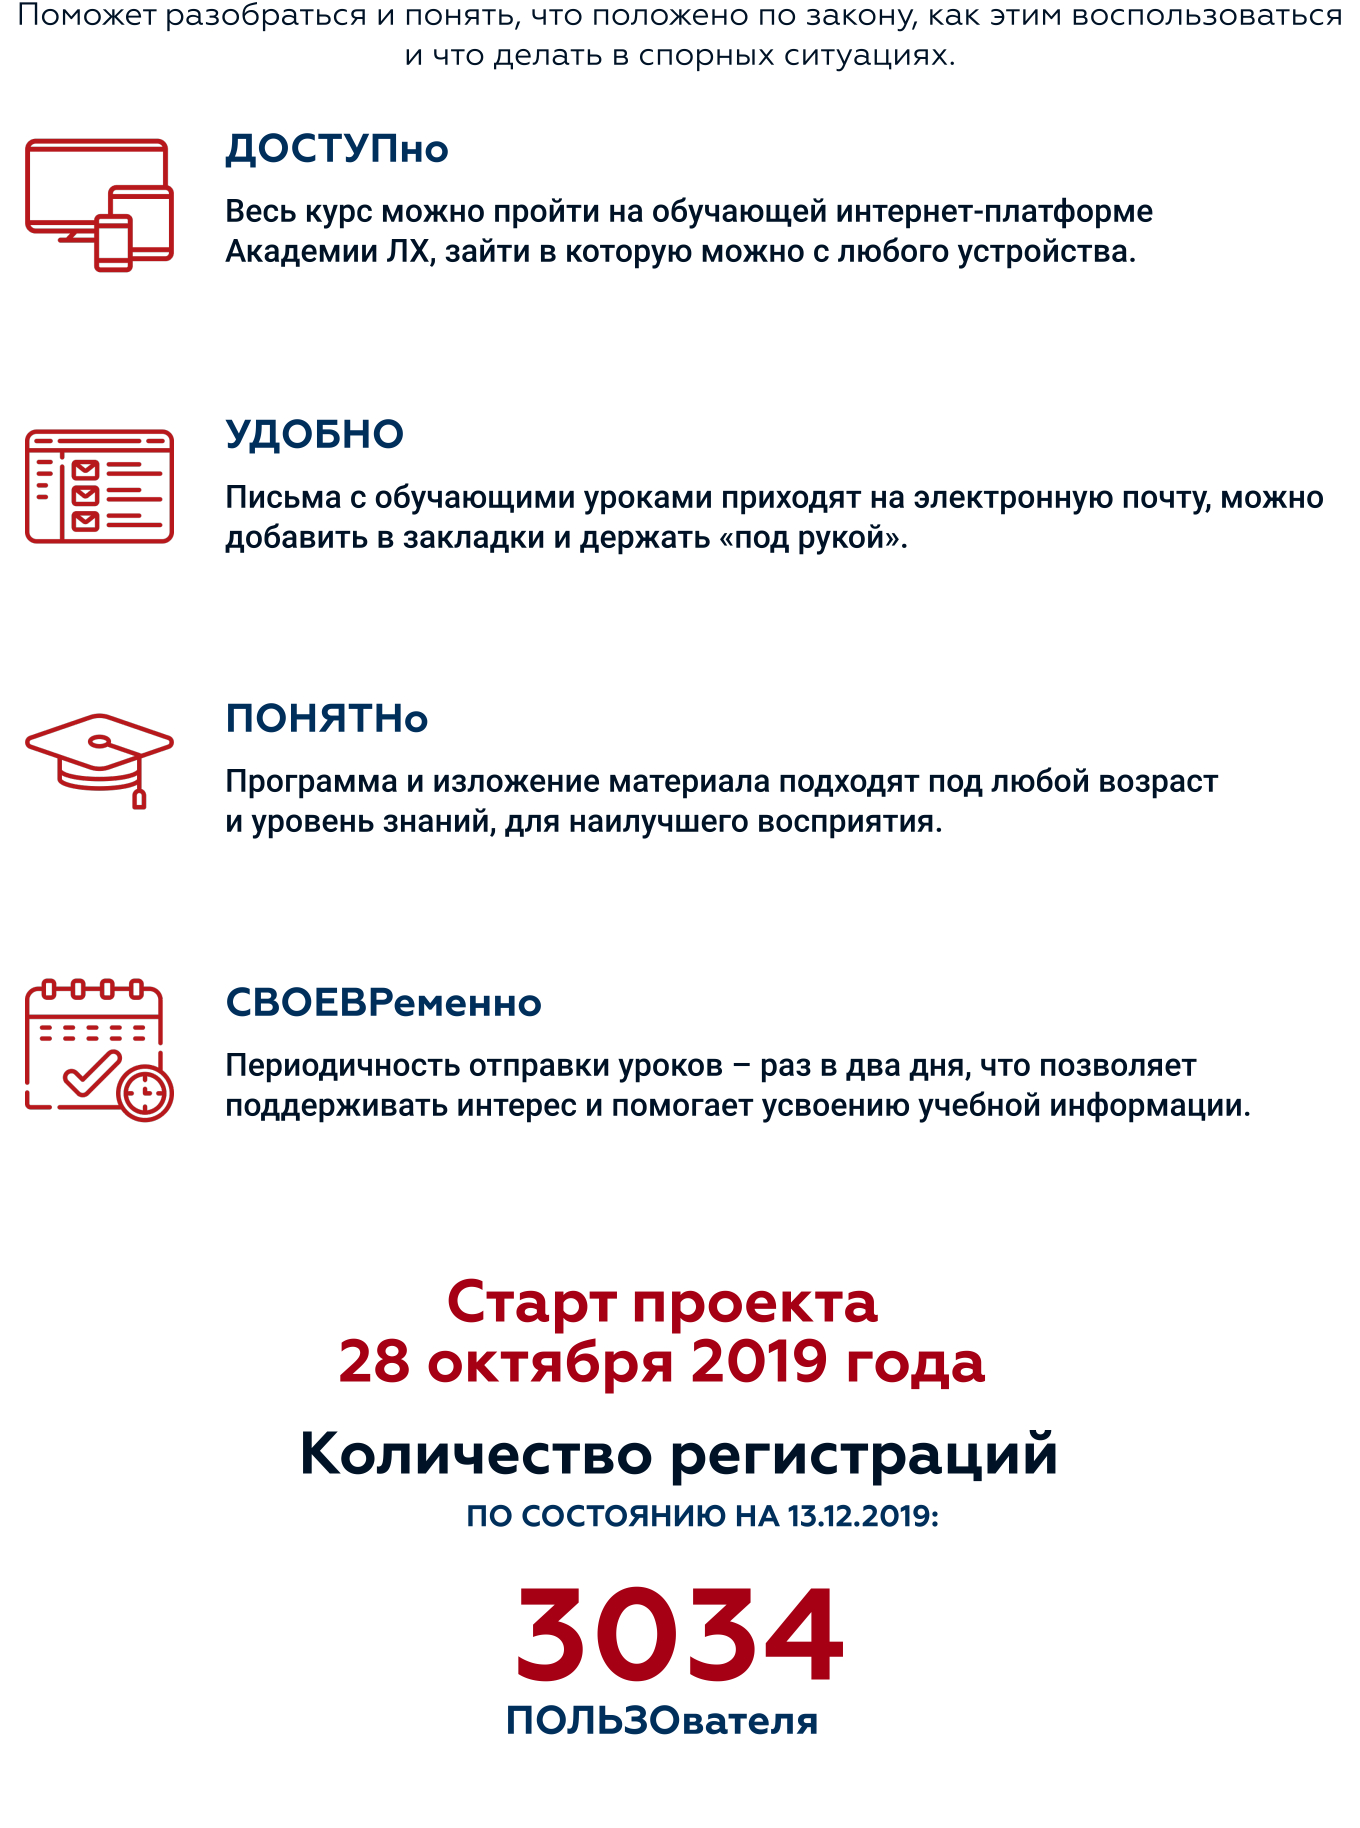 Поможет разобраться и понять, что положено по закону, как этим воспользоваться
и что делать в спорных ситуациях.
ДОСТУПно
Весь курс можно пройти на обучающей интернет-платформе
Академии ЛХ, зайти в которую можно с любого устройства.
УДОБНО
Письма с обучающими уроками приходят на электронную почту, можно
добавить в закладки и держать «под рукой».
ПОНЯТНо
Программа и изложение материала подходят под любой возраст
и уровень знаний, для наилучшего восприятия.
СВОЕВРеменно
Периодичность отправки уроков – раз в два дня, что позволяет
поддерживать интерес и помогает усвоению учебной информации.
Старт проекта
28 октября 2019 года
Количество регистраций
ПО СОСТОЯНИЮ НА 13.12.2019:
3034
ПОЛЬЗОвателя